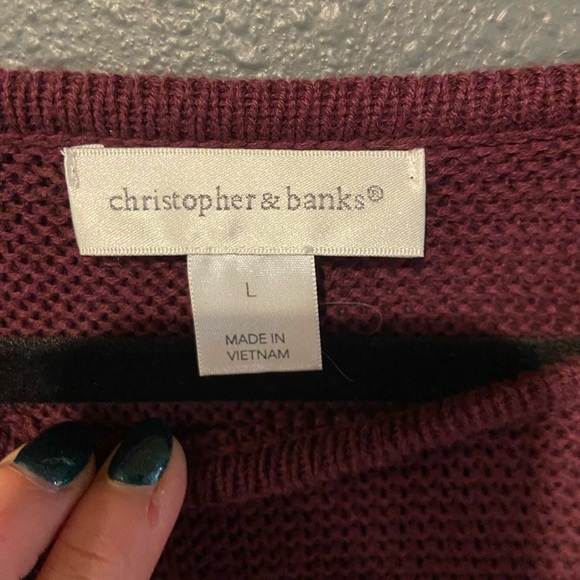 christopher & banks®
L
MADE IN
VIETNAM